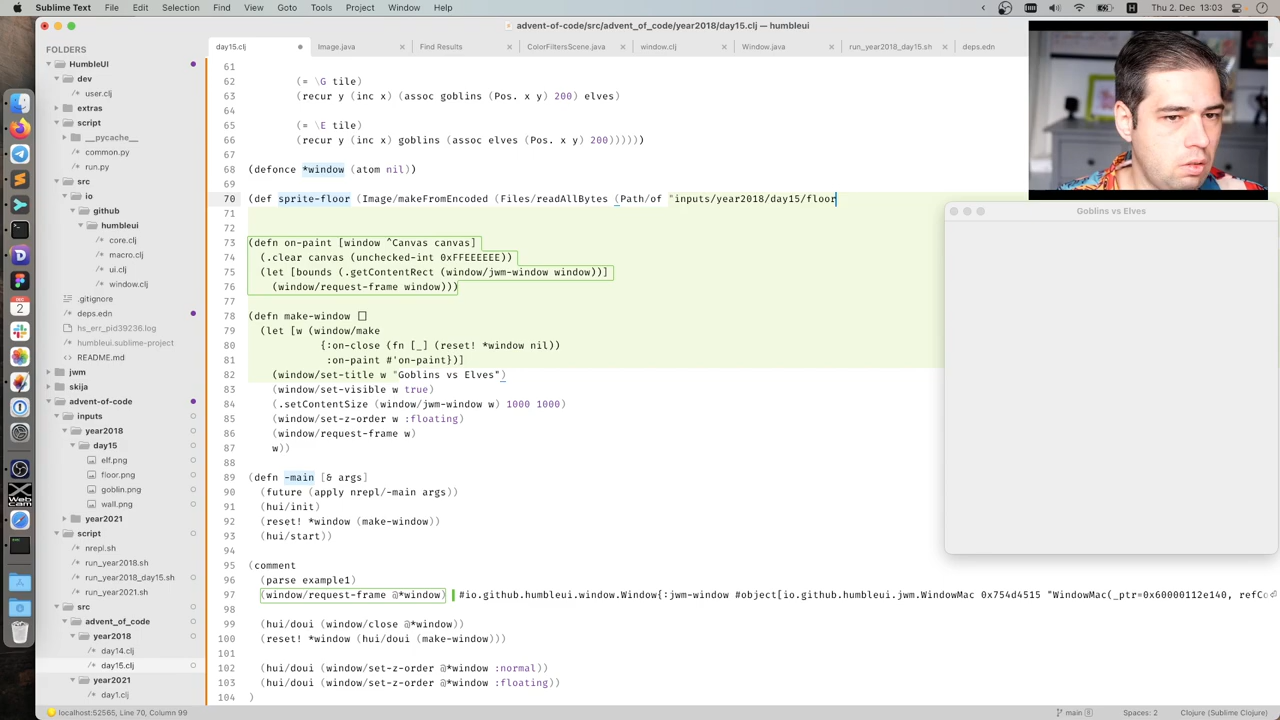 Thu 2. Dec 13:03
advent-of-code/src/advent_of_code/year2018/day15.clj — humbleui
FOLDERS
HumbleUI
dev
/* user.clj
extras
script
__pycache__
/* common.py
/* run.py
src
io
github
humbleui
/* core.clj
/* macro.clj
/* ui.clj
/* window.clj
.gitignore
/* deps.edn
hs_err_pid39236.log
humbleui.sublime-project
README.md
jwm
skija
advent-of-code
inputs
year2018
day15
elf.png
floor.png
goblin.png
wall.png
year2021
script
/* nrepl.sh
/* run_year2018.sh
/* run_year2018_day15.sh
/* run_year2021.sh
src
advent_of_code
year2018
/* day14.clj
/* day15.clj
year2021
/* day1.clj
day15.clj
Image.java
Find Results
ColorFiltersScene.java
window.clj
Window.java
run_year2018_day15.sh
deps.edn
61
62 (= \G tile)
63 (recur y (inc x) (assoc goblins (Pos. x y) 200) elves)
64
65 (= \E tile)
66 (recur y (inc x) goblins (assoc elves (Pos. x y) 200))))))
67
68 (defonce *window (atom nil))
69
70 (def sprite-floor (Image/makeFromEncoded (Files/readAllBytes (Path/of "inputs/year2018/day15/floor
71
72
73 (defn on-paint [window ^Canvas canvas]
74 (.clear canvas (unchecked-int 0xFFEEEEEE))
75 (let [bounds (.getContentRect (window/jwm-window window))]
76 (window/request-frame window)))
77
78 (defn make-window []
79 (let [w (window/make
80 {:on-close (fn [_] (reset! *window nil))
81 :on-paint #'on-paint})]
82 (window/set-title w "Goblins vs Elves")
83 (window/set-visible w true)
84 (.setContentSize (window/jwm-window w) 1000 1000)
85 (window/set-z-order w :floating)
86 (window/request-frame w)
87 w))
88
89 (defn -main [& args]
90 (future (apply nrepl/-main args))
91 (hui/init)
92 (reset! *window (make-window))
93 (hui/start))
94
95 (comment
96 (parse example1)
97 (window/request-frame @*window) #io.github.humbleui.window.Window{:jwm-window #object[io.github.humbleui.jwm.WindowMac 0x754d4515 "WindowMac(_ptr=0x60000112e140, refCo
98
99 (hui/doui (window/close @*window))
100 (reset! *window (hui/doui (make-window)))
101
102 (hui/doui (window/set-z-order @*window :normal))
103 (hui/doui (window/set-z-order @*window :floating))
104 )
Goblins vs Elves
localhost:52565, Line 70, Column 99
main 8
Spaces: 2
Clojure (Sublime Clojure)